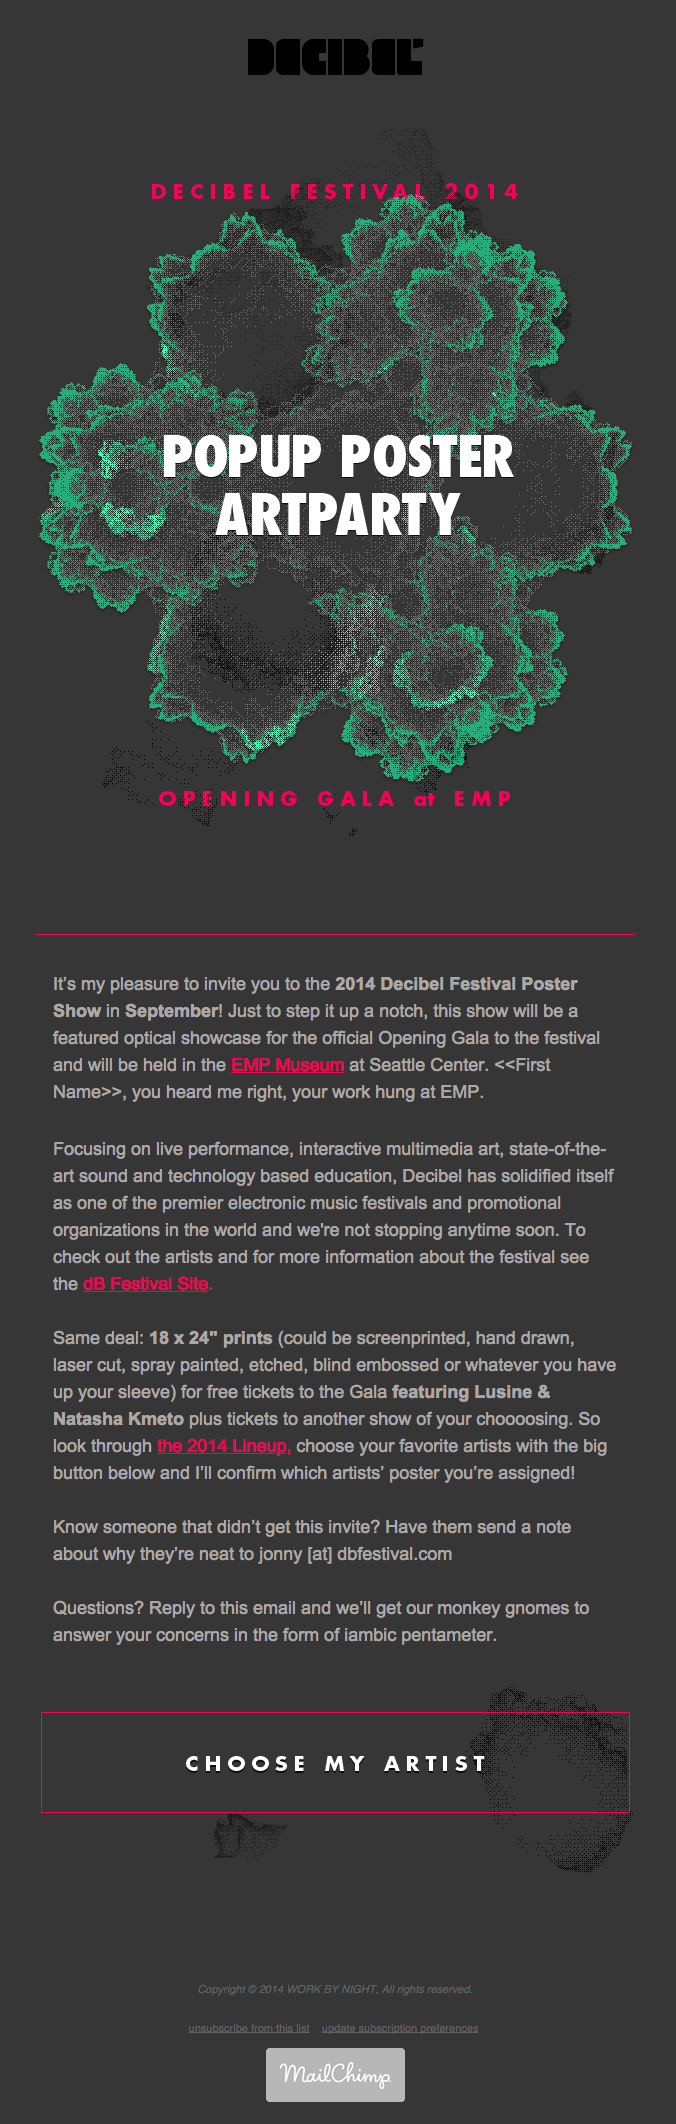 DECIBEL
DECIBEL FESTIVAL 2014
POPUP POSTER
ARTPARTY
OPENING GALA at EMP
It's my pleasure to invite you to the 2014 Decibel Festival Poster
Show in September! Just to step it up a notch, this show will be a
featured optical showcase for the official Opening Gala to the festival
and will be held in the EMP Museum at Seattle Center. <<First
Name>>, you heard me right, your work hung at EMP.
Focusing on live performance, interactive multimedia art, state-of-the-
art sound and technology based education, Decibel has solidified itself
as one of the premier electronic music festivals and promotional
organizations in the world and we're not stopping anytime soon. To
check out the artists and for more information about the festival see
the dB Festival Site.
Same deal: 18 x 24" prints (could be screenprinted, hand drawn,
laser cut, spray painted, etched, blind embossed or whatever you have
up your sleeve) for free tickets to the Gala featuring Lusine &
Natasha Kmeto plus tickets to another show of your choooosing. So
look through the 2014 Lineup, choose your favorite artists with the big
button below and I’ll confirm which artists’ poster you’re assigned!
Know someone that didn’t get this invite? Have them send a note
about why they’re neat to jonny [at] dbfestival.com
Questions? Reply to this email and we’ll get our monkey gnomes to
answer your concerns in the form of iambic pentameter.
CHOOSE MY ARTIST
Copyright © 2014 WORK BY NIGHT, All rights reserved.
unsubscribe from this list update subscription preferences
MailChimp